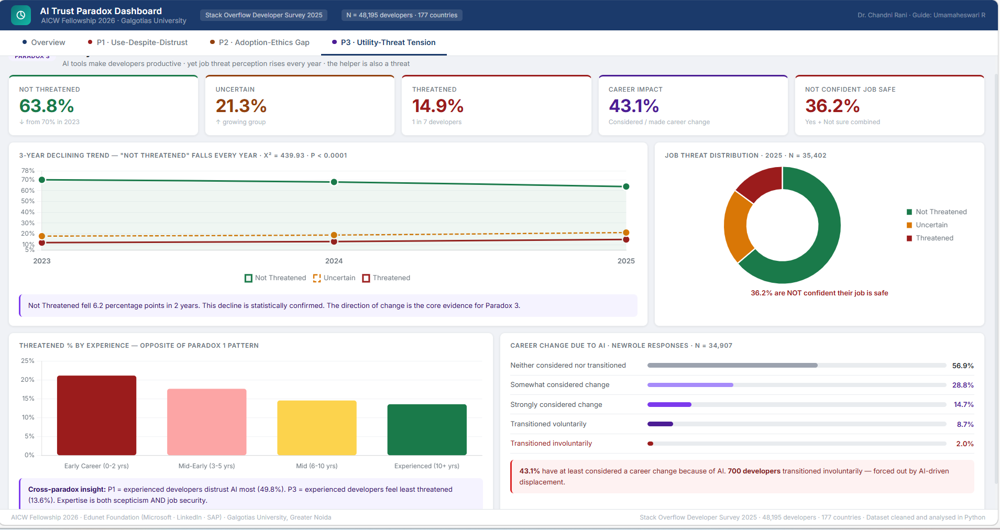 AI Trust Paradox Dashboard
AICW Fellowship 2026 · Galgotias University
Stack Overflow Developer Survey 2025
N = 48,195 developers · 177 countries
Dr. Chandni Rani · Guide: Umamaheswari R
Overview
P1 · Use-Despite-Distrust
P2 · Adoption-Ethics Gap
P3 · Utility-Threat Tension
PARADOX 3
AI tools make developers productive · yet job threat perception rises every year · the helper is also a threat
NOT THREATENED
63.8%
↓ from 70% in 2023
UNCERTAIN
21.3%
↑ growing group
THREATENED
14.9%
1 in 7 developers
CAREER IMPACT
43.1%
Considered / made career change
NOT CONFIDENT JOB SAFE
36.2%
Yes + Not sure combined
3-YEAR DECLINING TREND — "NOT THREATENED" FALLS EVERY YEAR · X² = 439.93 · P < 0.0001
78%
70%
60%
50%
40%
30%
20%
10%
5%
2023
2024
2025
Not Threatened
Uncertain
Threatened
Not Threatened fell 6.2 percentage points in 2 years. This decline is statistically confirmed. The direction of change is the core evidence for Paradox 3.
JOB THREAT DISTRIBUTION · 2025 · N = 35,402
Not Threatened
Uncertain
Threatened
36.2% are NOT confident their job is safe
THREATENED % BY EXPERIENCE — OPPOSITE OF PARADOX 1 PATTERN
25%
20%
15%
10%
5%
0%
Early Career (0-2 yrs)
Mid-Early (3-5 yrs)
Mid (6-10 yrs)
Experienced (10+ yrs)
Cross-paradox insight: P1 = experienced developers distrust AI most (49.8%). P3 = experienced developers feel least threatened
(13.6%). Expertise is both scepticism AND job security.
CAREER CHANGE DUE TO AI · NEWROLE RESPONSES · N = 34,907
Neither considered nor transitioned
56.9%
Somewhat considered change
28.8%
Strongly considered change
14.7%
Transitioned voluntarily
8.7%
Transitioned involuntarily
2.0%
43.1% have at least considered a career change because of AI. 700 developers transitioned involuntarily — forced out by AI-driven
displacement.
AICW Fellowship 2026 · Edunet Foundation (Microsoft · LinkedIn · SAP) · Galgotias University, Greater Noida
Stack Overflow Developer Survey 2025 · 48,195 developers · 177 countries · Dataset cleaned and analysed in Python